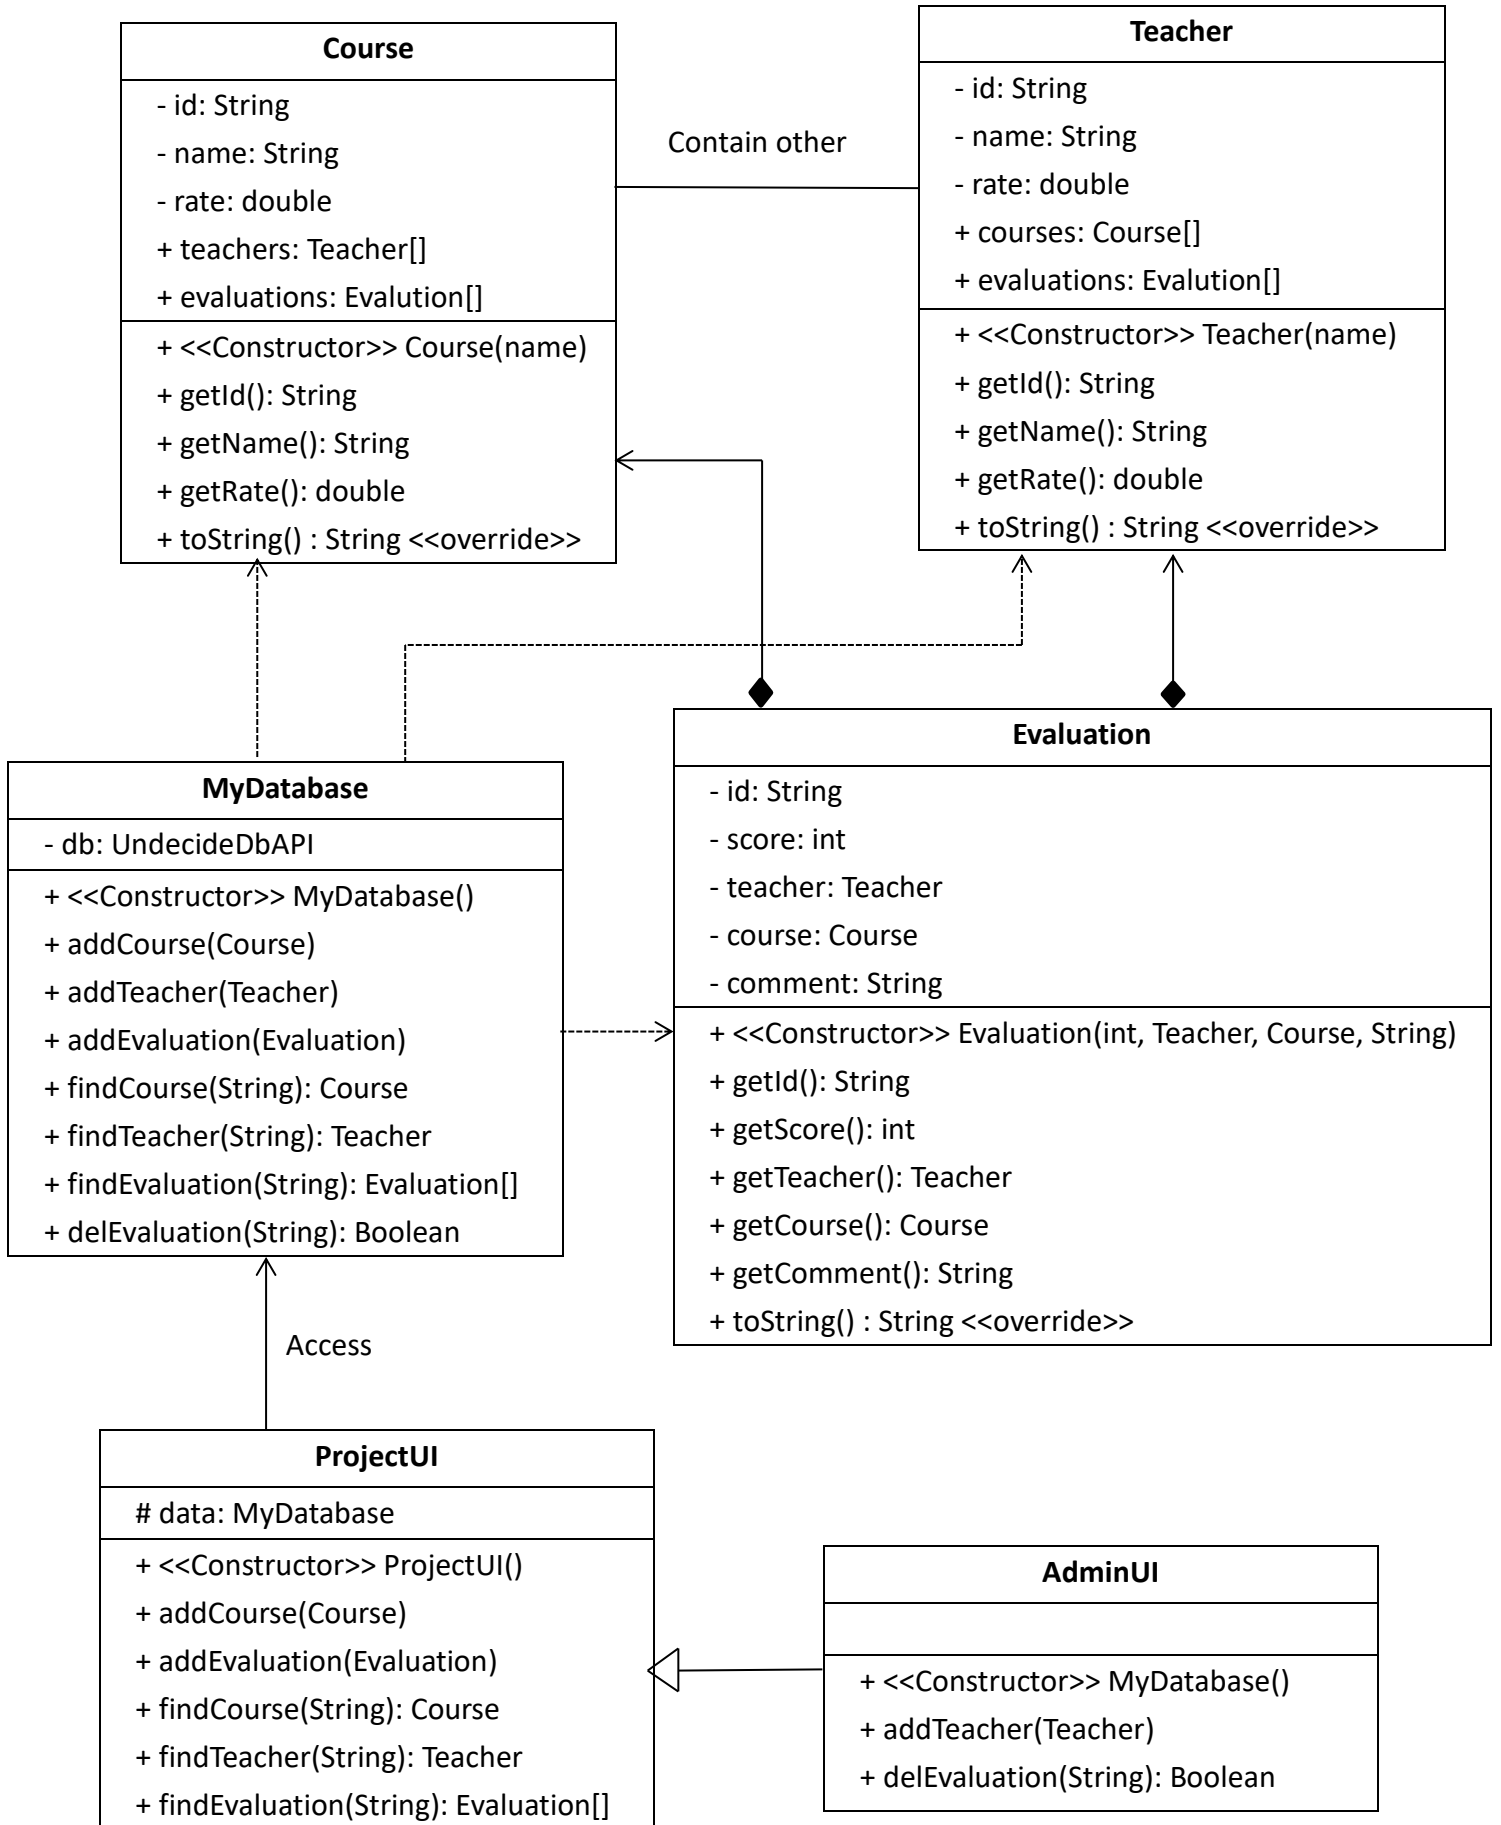 Course
- id: String
- name: String
- rate: double
+ teachers: Teacher[]
+ evaluations: Evalution[]
+ <<Constructor>> Course(name)
+ getId(): String
+ getName(): String
+ getRate(): double
+ toString() : String <<override>>
Contain other
Teacher
- id: String
- name: String
- rate: double
+ courses: Course[]
+ evaluations: Evalution[]
+ <<Constructor>> Teacher(name)
+ getId(): String
+ getName(): String
+ getRate(): double
+ toString() : String <<override>>
MyDatabase
- db: UndecideDbAPI
+ <<Constructor>> MyDatabase()
+ addCourse(Course)
+ addTeacher(Teacher)
+ addEvaluation(Evaluation)
+ findCourse(String): Course
+ findTeacher(String): Teacher
+ findEvaluation(String): Evaluation[]
+ delEvaluation(String): Boolean
Evaluation
- id: String
- score: int
- teacher: Teacher
- course: Course
- comment: String
+ <<Constructor>> Evaluation(int, Teacher, Course, String)
+ getId(): String
+ getScore(): int
+ getTeacher(): Teacher
+ getCourse(): Course
+ getComment(): String
+ toString() : String <<override>>
Access
ProjectUI
# data: MyDatabase
+ <<Constructor>> ProjectUI()
+ addCourse(Course)
+ addEvaluation(Evaluation)
+ findCourse(String): Course
+ findTeacher(String): Teacher
+ findEvaluation(String): Evaluation[]
AdminUI
+ <<Constructor>> MyDatabase()
+ addTeacher(Teacher)
+ delEvaluation(String): Boolean